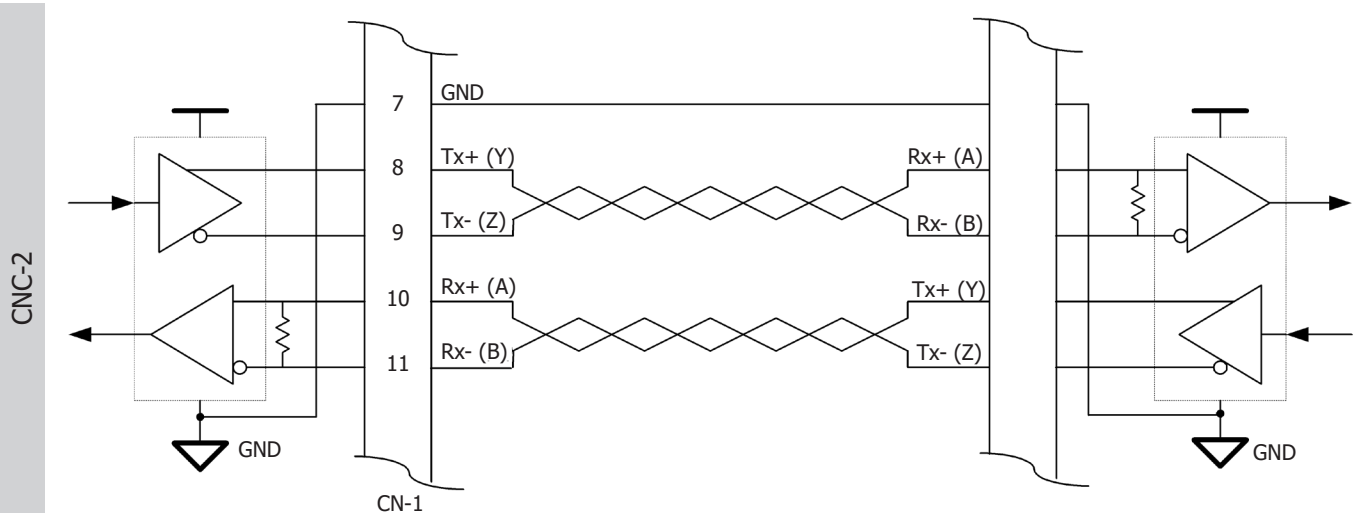 CNC-2
7 GND
8 Tx+ (Y) Rx+ (A)
9 Tx- (Z) Rx- (B)
10 Rx+ (A) Tx+ (Y)
11 Rx- (B) Tx- (Z)
GND GND
CN-1